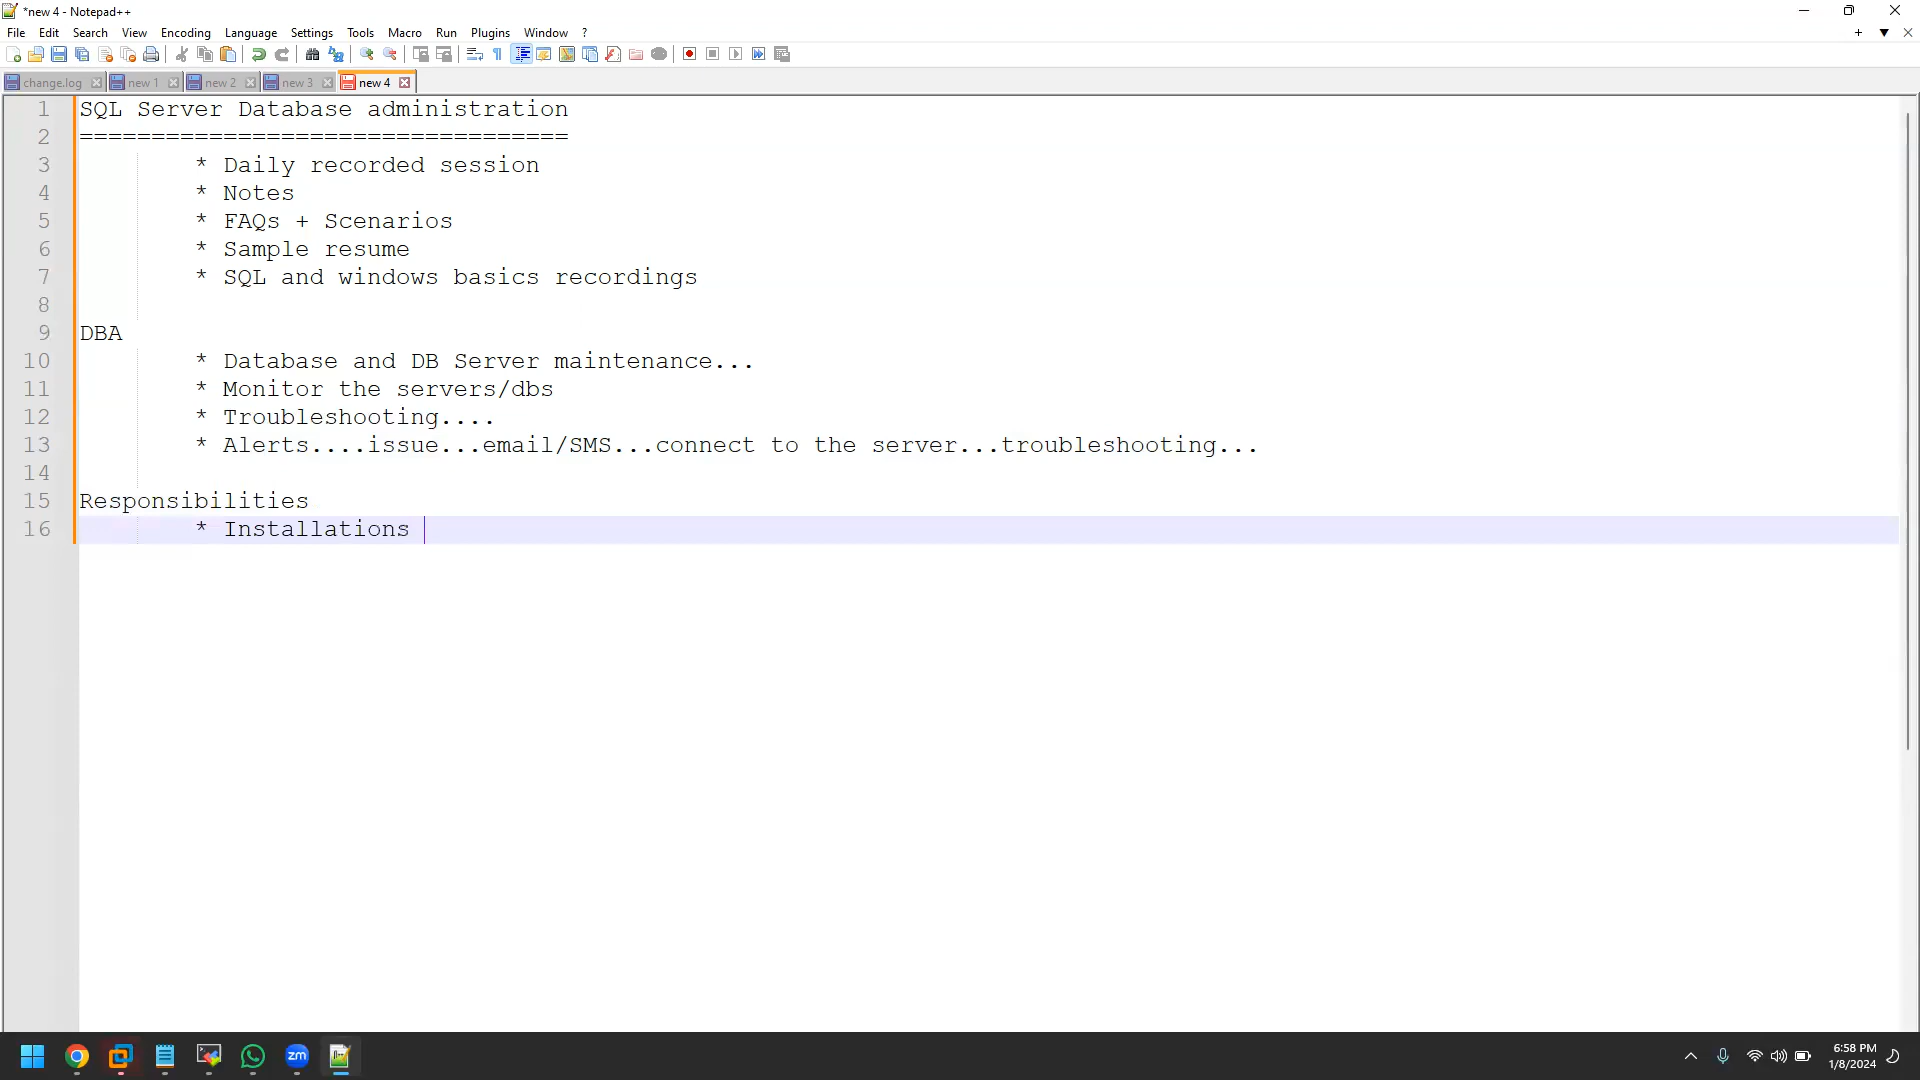 *new 4 - Notepad++
File Edit Search View Encoding Language Settings Tools Macro Run Plugins Window ?
change.log new 1 new 2 new 3 new 4
1 SQL Server Database administration
2 ==================================
3 * Daily recorded session
4 * Notes
5 * FAQs + Scenarios
6 * Sample resume
7 * SQL and windows basics recordings
8
9 DBA
10 * Database and DB Server maintenance...
11 * Monitor the servers/dbs
12 * Troubleshooting....
13 * Alerts....issue...email/SMS...connect to the server...troubleshooting...
14
15 Responsibilities
16 * Installations
zm
6:58 PM
1/8/2024